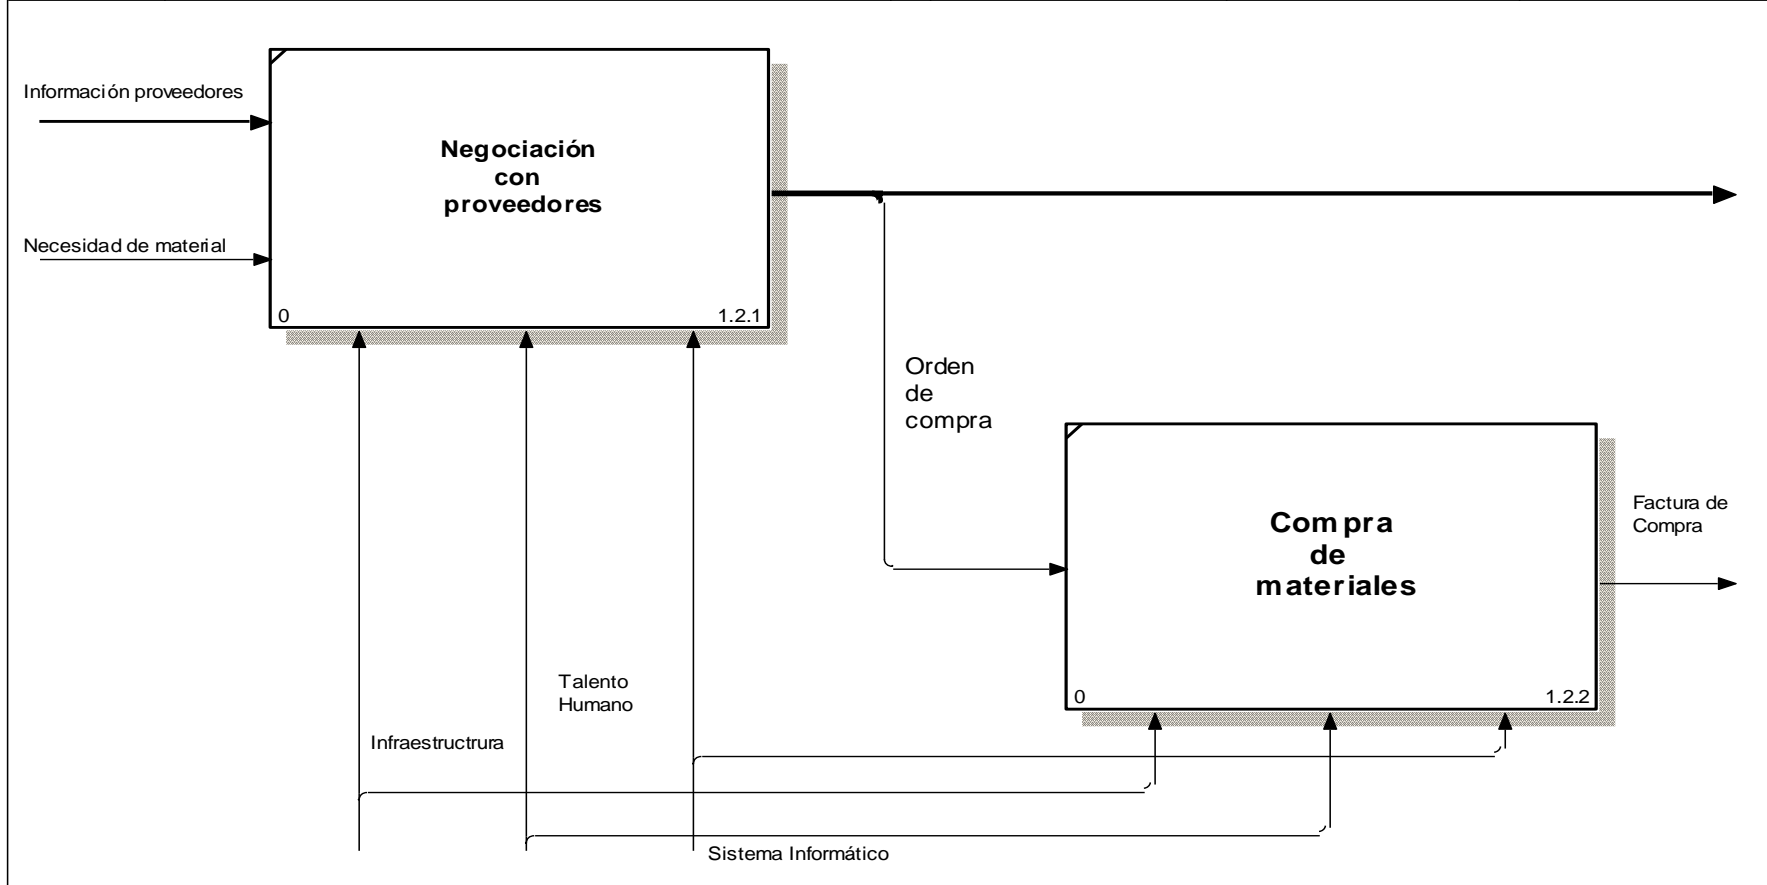 Información proveedores
Negociación
con
proveedores
Necesidad de material
0
1.2.1
Orden
de
compra
Compra
de
materiales
Factura de
Compra
0
1.2.2
Talento
Humano
Infraestructrura
Sistema Informático